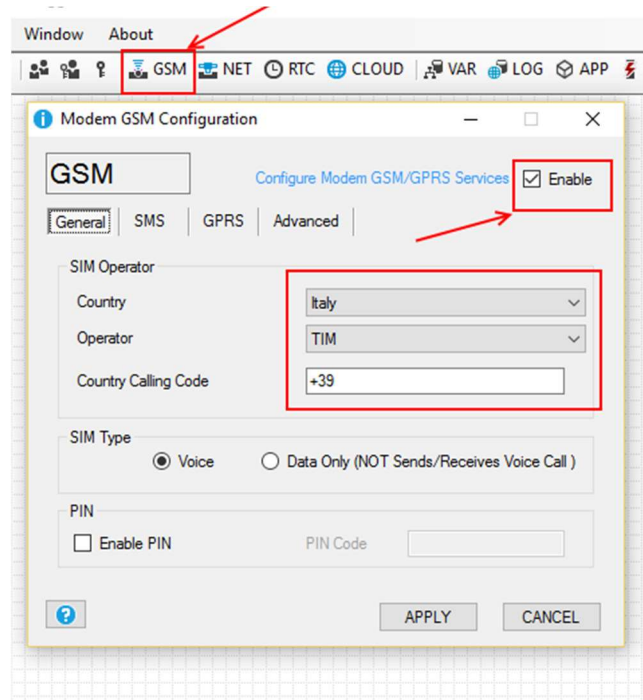 Window About
GSM NET RTC CLOUD VAR LOG APP
Modem GSM Configuration
GSM Configure Modem GSM/GPRS Services Enable
General SMS GPRS Advanced
SIM Operator
Country Italy
Operator TIM
Country Calling Code +39
SIM Type
Voice Data Only (NOT Sends/Receives Voice Call )
PIN
Enable PIN PIN Code
? APPLY CANCEL